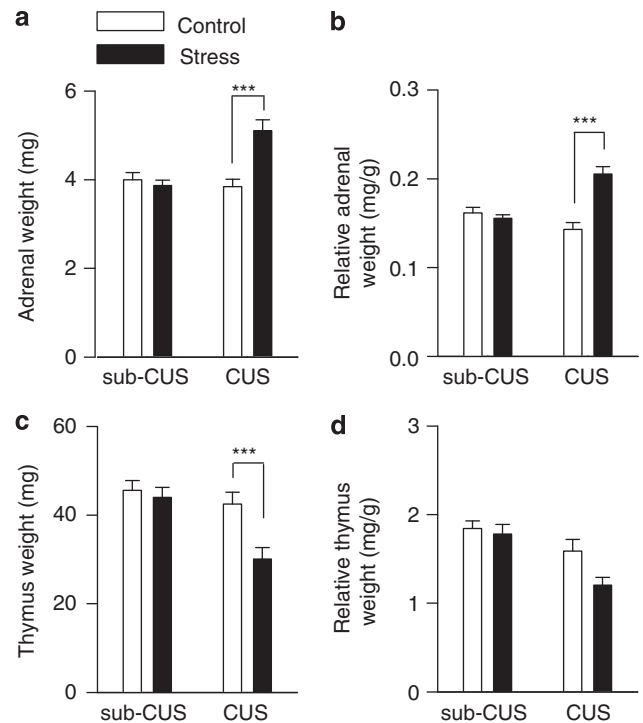 a
Control
Stress
Adrenal weight (mg)
6
4
2
0
***
sub-CUS CUS
b
Relative adrenal
weight (mg/g)
0.3
0.2
0.1
0.0
***
sub-CUS CUS
c
Thymus weight (mg)
60
40
20
0
***
sub-CUS CUS
d
Relative thymus
weight (mg/g)
3
2
1
0
sub-CUS CUS